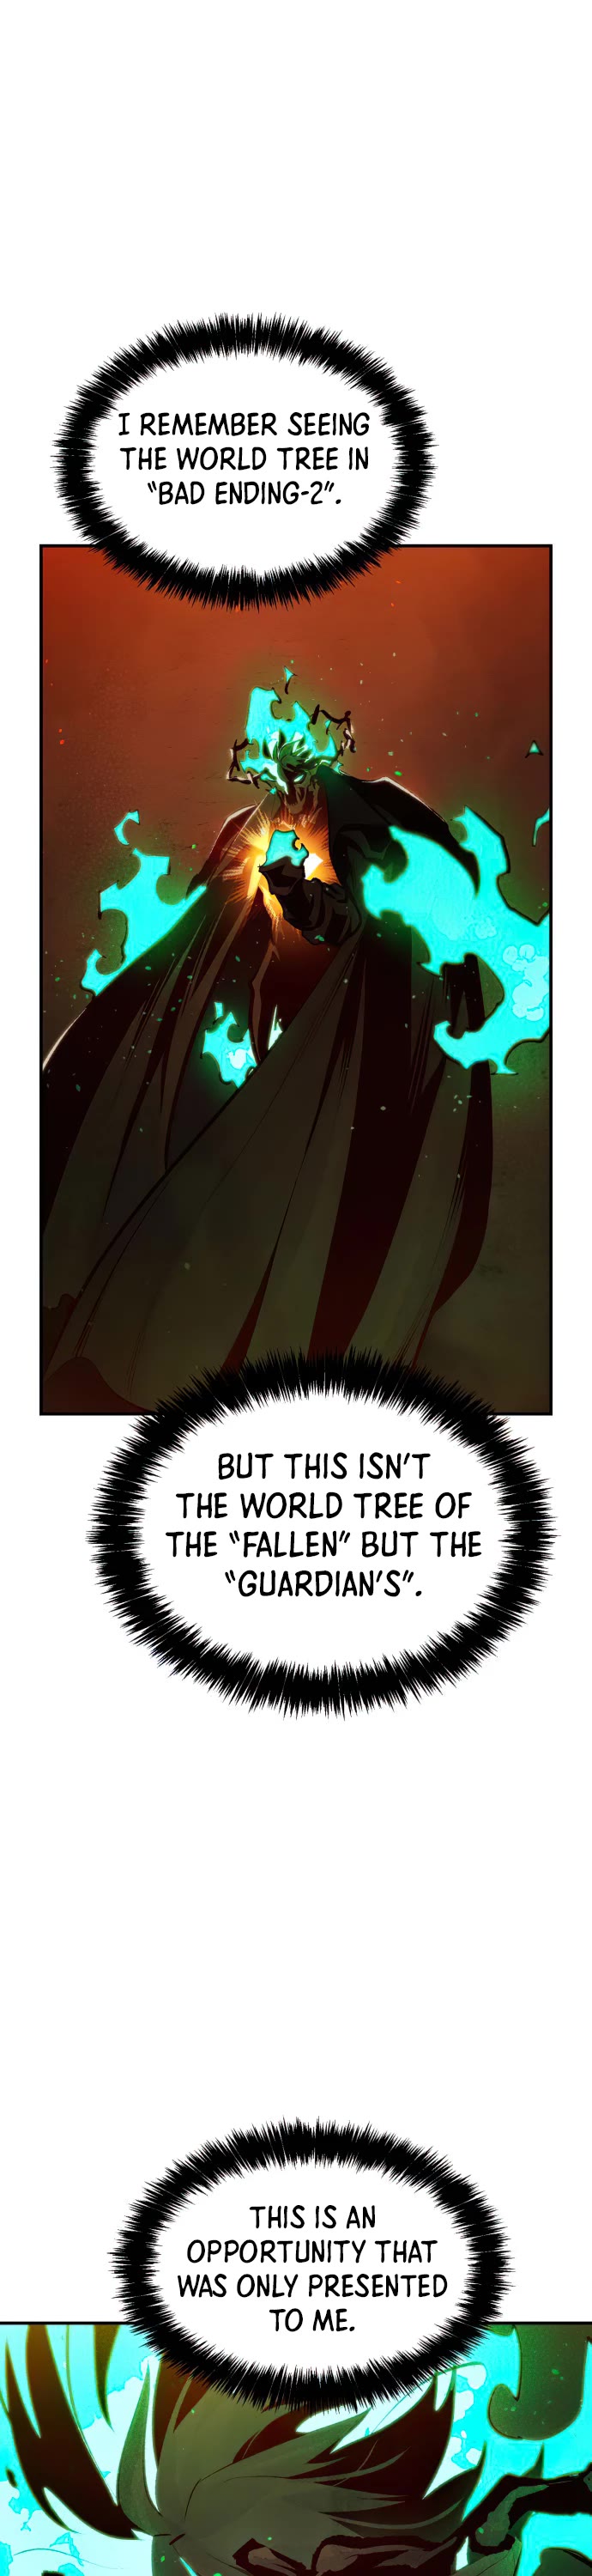 I REMEMBER SEEING
THE WORLD TREE IN
"BAD ENDING-2".
BUT THIS ISN'T
THE WORLD TREE OF
THE "FALLEN" BUT THE
"GUARDIAN'S".
THIS IS AN
OPPORTUNITY THAT
WAS ONLY PRESENTED
TO ME.